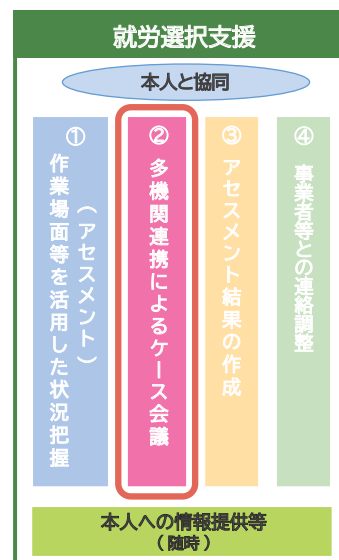 就労選択支援
本人と協同
①
作業場面等を活用した状況把握
（アセスメント）
②
多機関連携によるケース会議
③
アセスメント結果の作成
④
事業者等との連絡調整
本人への情報提供等
（随時）